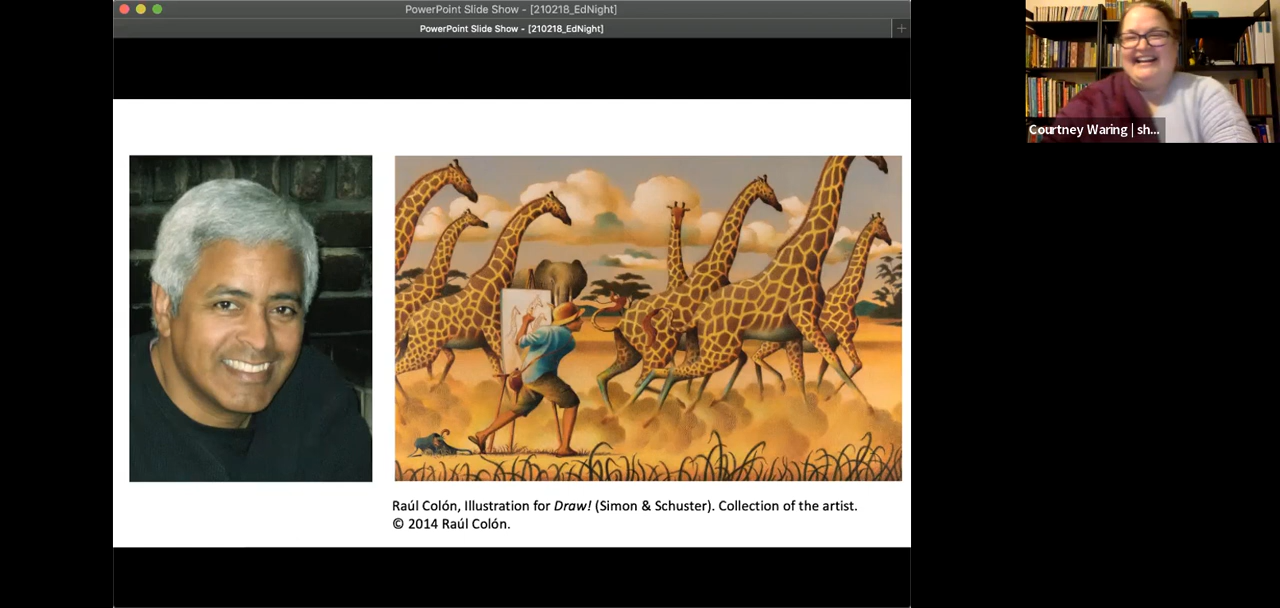 PowerPoint Slide Show - [210218_EdNight]
PowerPoint Slide Show - [210218_EdNight]
Courtney Waring | sh...
Raúl Colón, Illustration for Draw! (Simon & Schuster). Collection of the artist.
© 2014 Raúl Colón.